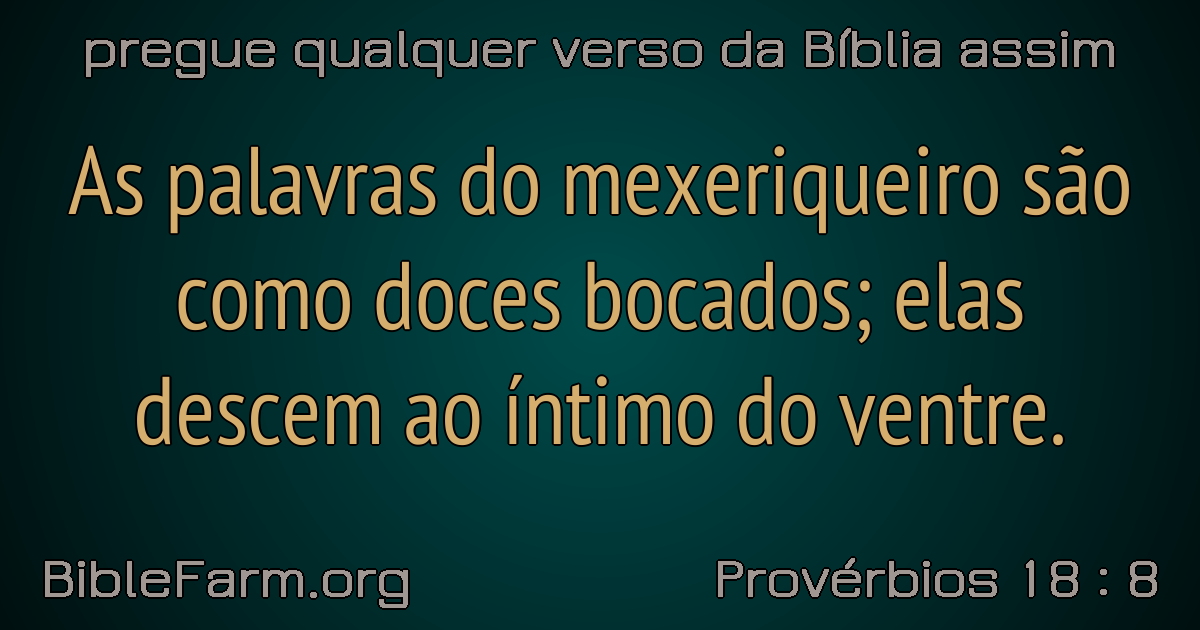 pregue qualquer verso da Bíblia assim
As palavras do mexeriqueiro são
como doces bocados; elas
descem ao íntimo do ventre.
BibleFarm.org
Provérbios 18 : 8